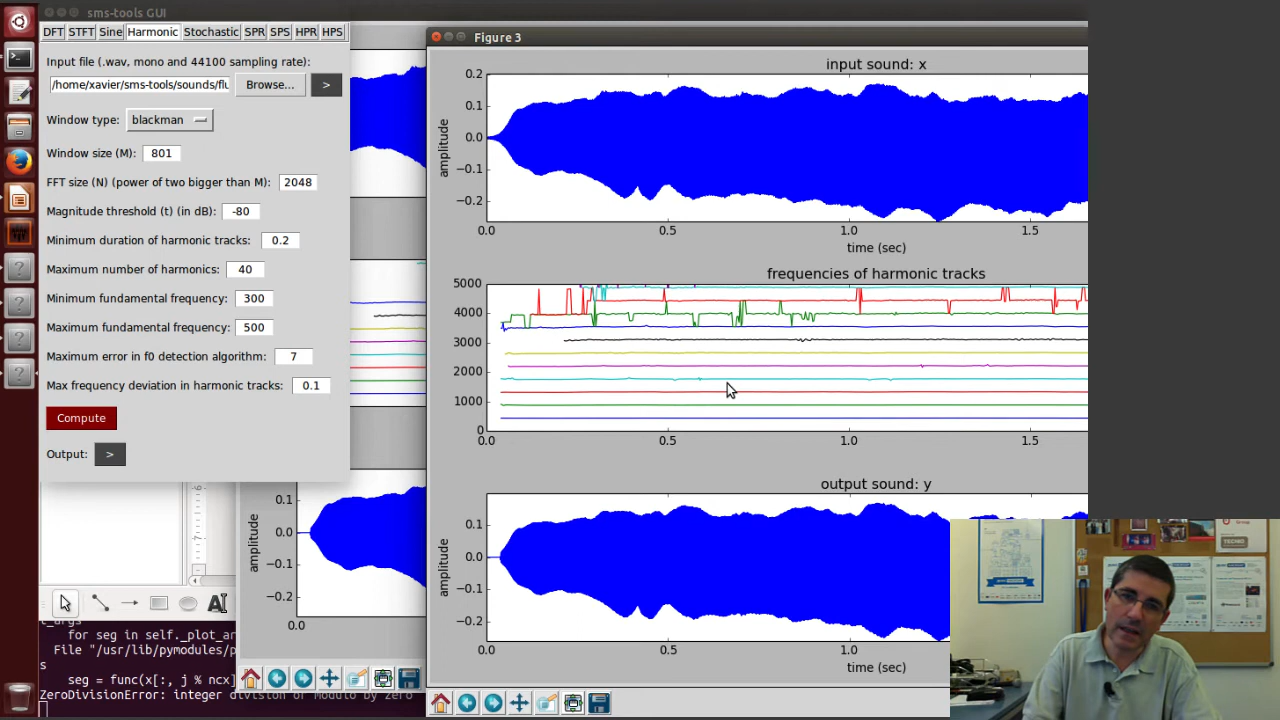 sms-tools GUI
DFT STFT Sine Harmonic Stochastic SPR SPS HPR HPS
Input file (.wav, mono and 44100 sampling rate):
/home/xavier/sms-tools/sounds/flu Browse... >
Window type: blackman
Window size (M): 801
FFT size (N) (power of two bigger than M): 2048
Magnitude threshold (t) (in dB): -80
Minimum duration of harmonic tracks: 0.2
Maximum number of harmonics: 40
Minimum fundamental frequency: 300
Maximum fundamental frequency: 500
Maximum error in f0 detection algorithm: 7
Max frequency deviation in harmonic tracks: 0.1
Compute
Output: >
Figure 3
input sound: x
0.2
0.1
0.0
−0.1
−0.2
amplitude
0.0 0.5 1.0 1.5
time (sec)
frequencies of harmonic tracks
5000
4000
3000
2000
1000
0
0.0 0.5 1.0 1.5
output sound: y
0.1
0.0
−0.1
−0.2
amplitude
0.0 0.5 1.0
time (sec)
0.1
0.0
−0.1
−0.2
amplitude
0.0
t_args
for seg in self._plot_ar
File "/usr/lib/pymodules/p
s
seg = func(x[:, j % ncx]
ZeroDivisionError: integer division or modulo by zero